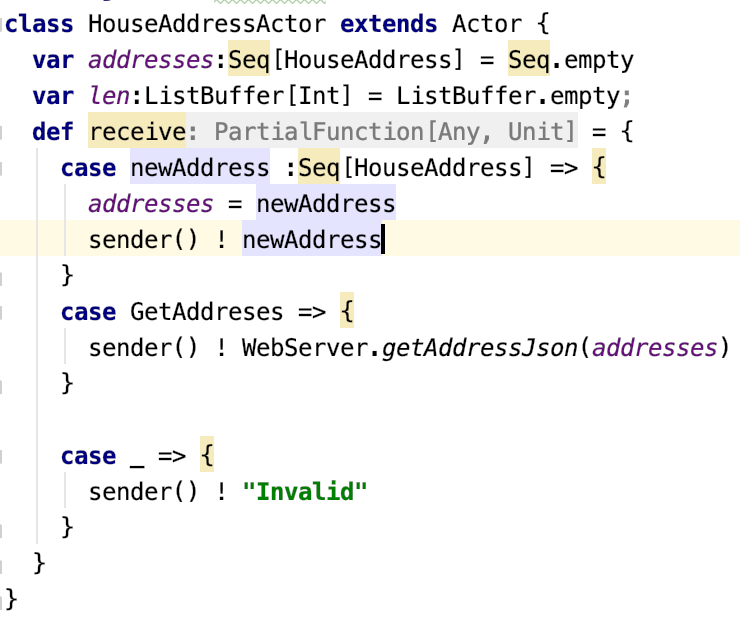 class HouseAddressActor extends Actor {
var addresses:Seq[HouseAddress] = Seq.empty
var len:ListBuffer[Int] = ListBuffer.empty;
def receive: PartialFunction[Any, Unit] = {
case newAddress :Seq[HouseAddress] => {
addresses = newAddress
sender() ! newAddress
}
case GetAddreses => {
sender() ! WebServer.getAddressJson(addresses)
}
case _ => {
sender() ! "Invalid"
}
}
}